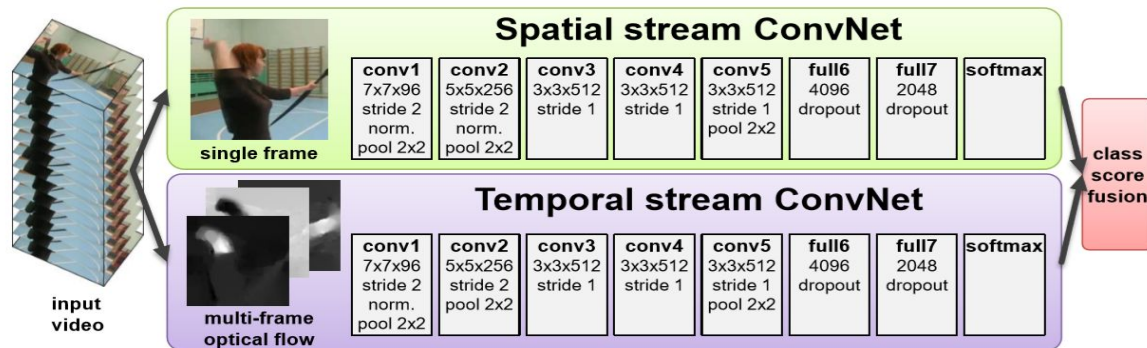 Spatial stream ConvNet
conv1
7x7x96
stride 2
norm.
pool 2x2
conv2
5x5x256
stride 2
norm.
pool 2x2
conv3
3x3x512
stride 1
conv4
3x3x512
stride 1
conv5
3x3x512
stride 1
pool 2x2
full6
4096
dropout
full7
2048
dropout
softmax
single frame
Temporal stream ConvNet
conv1
7x7x96
stride 2
norm.
pool 2x2
conv2
5x5x256
stride 2
pool 2x2
conv3
3x3x512
stride 1
conv4
3x3x512
stride 1
conv5
3x3x512
stride 1
pool 2x2
full6
4096
dropout
full7
2048
dropout
softmax
multi-frame
optical flow
input
video
class
score
fusion